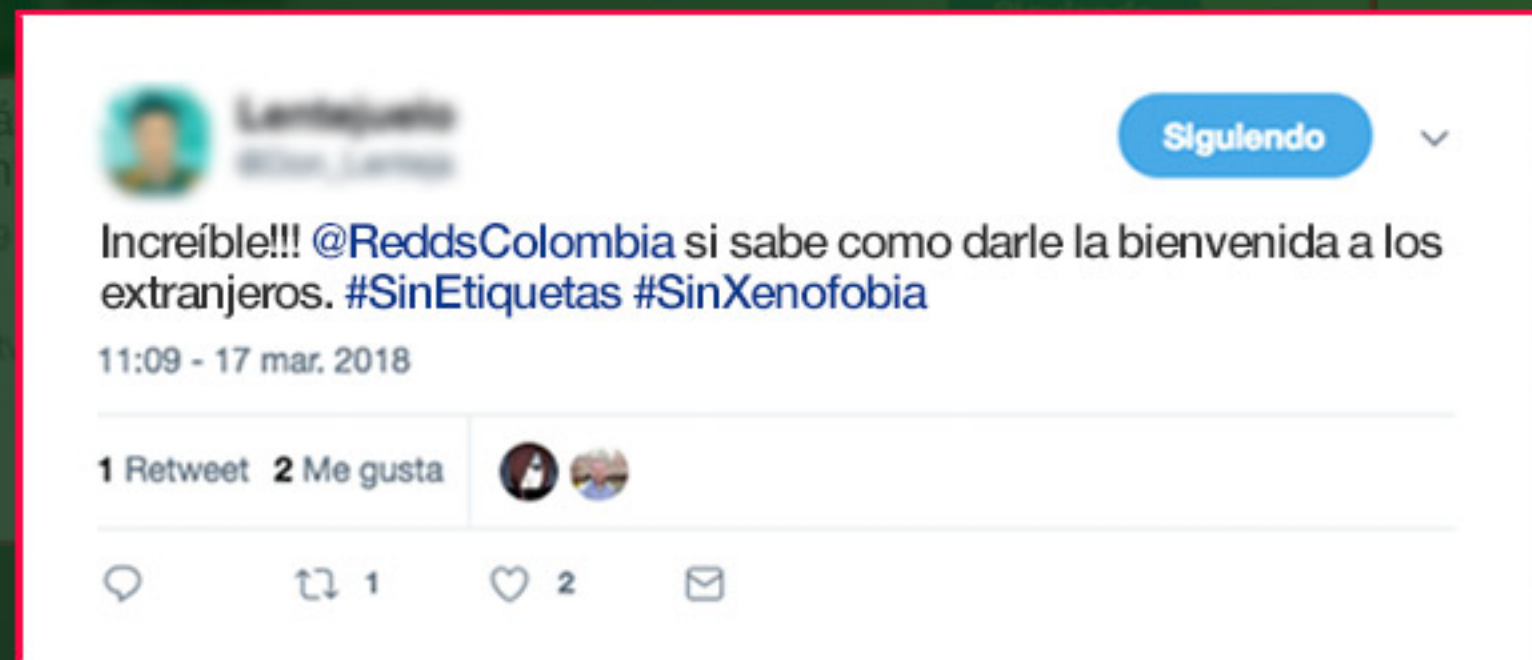 Siguiendo
Increíble!!! @ReddsColombia si sabe como darle la bienvenida a los
extranjeros. #SinEtiquetas #SinXenofobia
11:09 - 17 mar. 2018
1 Retweet 2 Me gusta
1 2